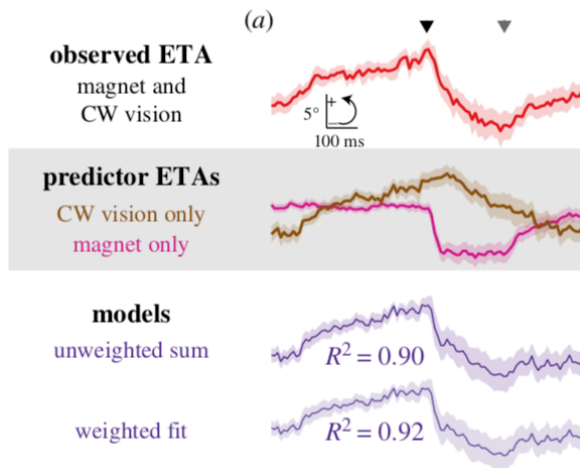 (a)
observed ETA
magnet and
CW vision
5°
+
−
100 ms
predictor ETAs
CW vision only
magnet only
models
unweighted sum
R² = 0.90
weighted fit
R² = 0.92